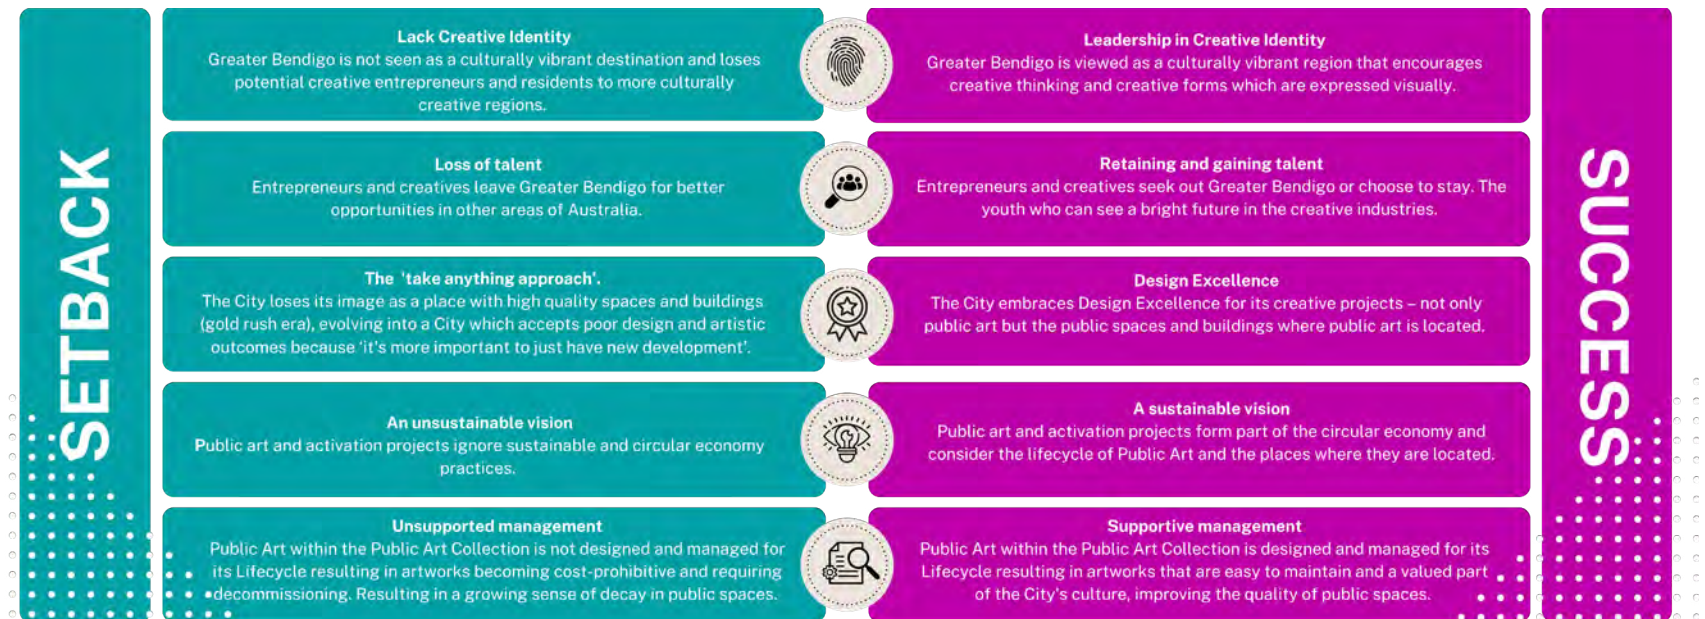 SETBACK
Lack Creative Identity
Greater Bendigo is not seen as a culturally vibrant destination and loses
potential creative entrepreneurs and residents to more culturally
creative regions.
Leadership in Creative Identity
Greater Bendigo is viewed as a culturally vibrant region that encourages
creative thinking and creative forms which are expressed visually.
Loss of talent
Entrepreneurs and creatives leave Greater Bendigo for better
opportunities in other areas of Australia.
Retaining and gaining talent
Entrepreneurs and creatives seek out Greater Bendigo or choose to stay. The
youth who can see a bright future in the creative industries.
The 'take anything approach'.
The City loses its image as a place with high quality spaces and buildings
(gold rush era), evolving into a City which accepts poor design and artistic
outcomes because ‘it's more important to just have new development’.
Design Excellence
The City embraces Design Excellence for its creative projects – not only
public art but the public spaces and buildings where public art is located.
An unsustainable vision
Public art and activation projects ignore sustainable and circular economy
practices.
A sustainable vision
Public art and activation projects form part of the circular economy and
consider the lifecycle of Public Art and the places where they are located.
Unsupported management
Public Art within the Public Art Collection is not designed and managed for
its Lifecycle resulting in artworks becoming cost-prohibitive and requiring
decommissioning. Resulting in a growing sense of decay in public spaces.
Supportive management
Public Art within the Public Art Collection is designed and managed for its
Lifecycle resulting in artworks that are easy to maintain and a valued part
of the City's culture, improving the quality of public spaces.
SUCCESS